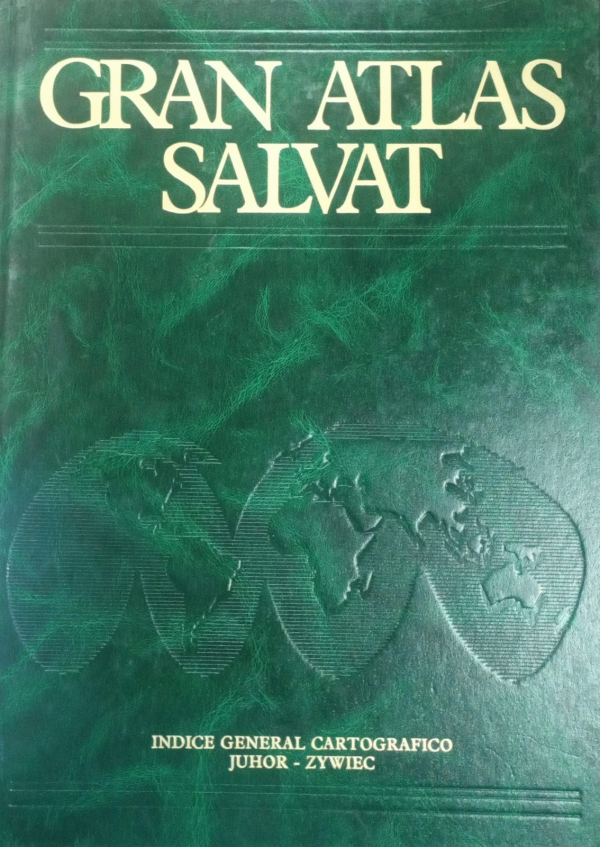 GRAN ATLAS
SALVAT
INDICE GENERAL CARTOGRAFICO
JUHOR - ZYWIEC